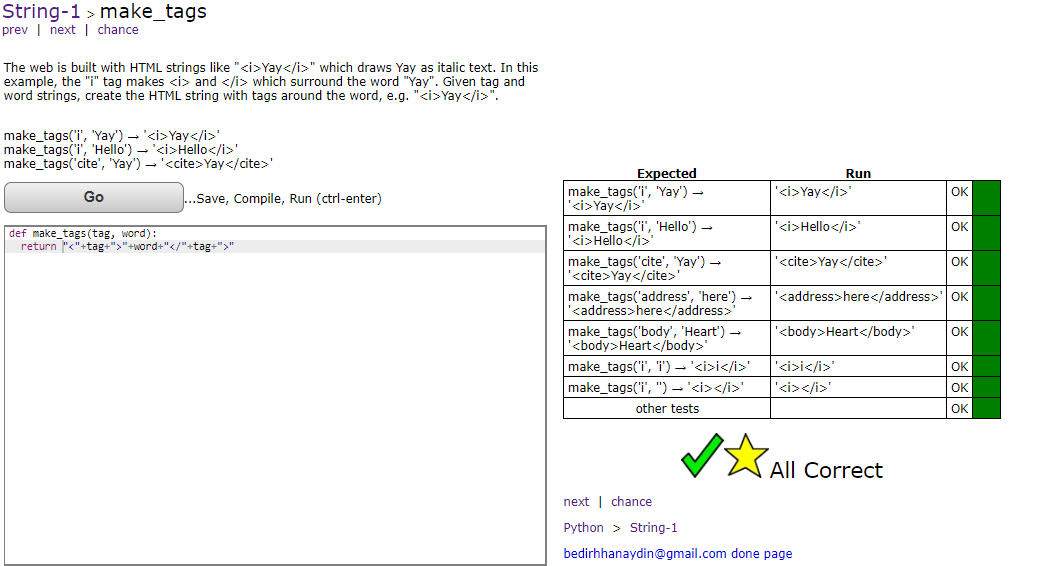 String-1 > make_tags
prev | next | chance
The web is built with HTML strings like "<i>Yay</i>" which draws Yay as italic text. In this
example, the "i" tag makes <i> and </i> which surround the word "Yay". Given tag and
word strings, create the HTML string with tags around the word, e.g. "<i>Yay</i>".
make_tags('i', 'Yay') → '<i>Yay</i>'
make_tags('i', 'Hello') → '<i>Hello</i>'
make_tags('cite', 'Yay') → '<cite>Yay</cite>'
Go
...Save, Compile, Run (ctrl-enter)
def make_tags(tag, word):
return "<"+tag+">"+word+"</"+tag+">"
Expected Run
make_tags('i', 'Yay') → '<i>Yay</i>' OK
'<i>Yay</i>'
make_tags('i', 'Hello') → '<i>Hello</i>' OK
'<i>Hello</i>'
make_tags('cite', 'Yay') → '<cite>Yay</cite>' OK
'<cite>Yay</cite>'
make_tags('address', 'here') → '<address>here</address>' OK
'<address>here</address>'
make_tags('body', 'Heart') → '<body>Heart</body>' OK
'<body>Heart</body>'
make_tags('i', 'i') → '<i>i</i>' '<i>i</i>' OK
make_tags('i', '') → '<i></i>' '<i></i>' OK
other tests OK
All Correct
next | chance
Python > String-1
bedirhhanaydin@gmail.com done page